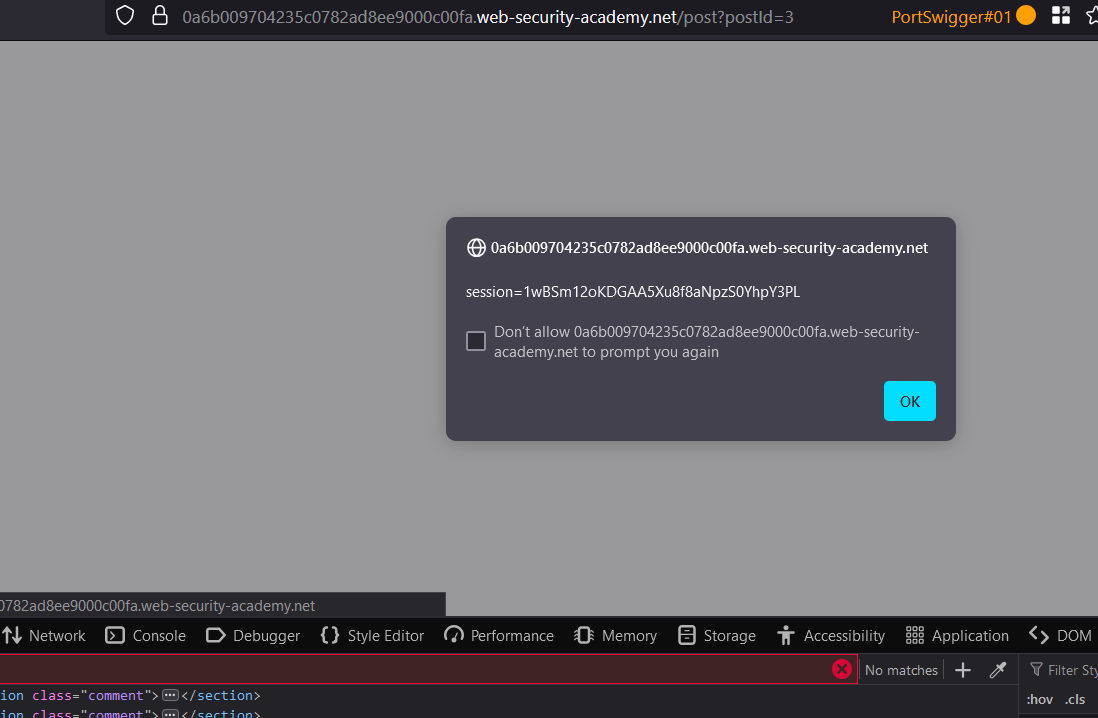 0a6b009704235c0782ad8ee9000c00fa.web-security-academy.net/post?postId=3 PortSwigger#01
0a6b009704235c0782ad8ee9000c00fa.web-security-academy.net
session=1wBSm12oKDGAA5Xu8f8aNpzS0YhpY3PL
Don't allow 0a6b009704235c0782ad8ee9000c00fa.web-security-
academy.net to prompt you again
OK
0782ad8ee9000c00fa.web-security-academy.net
Network Console Debugger Style Editor Performance Memory Storage Accessibility Application DOM
No matches Filter Sty
ion class="comment"> </section> :hov .cls
ion class="comment"> </section>